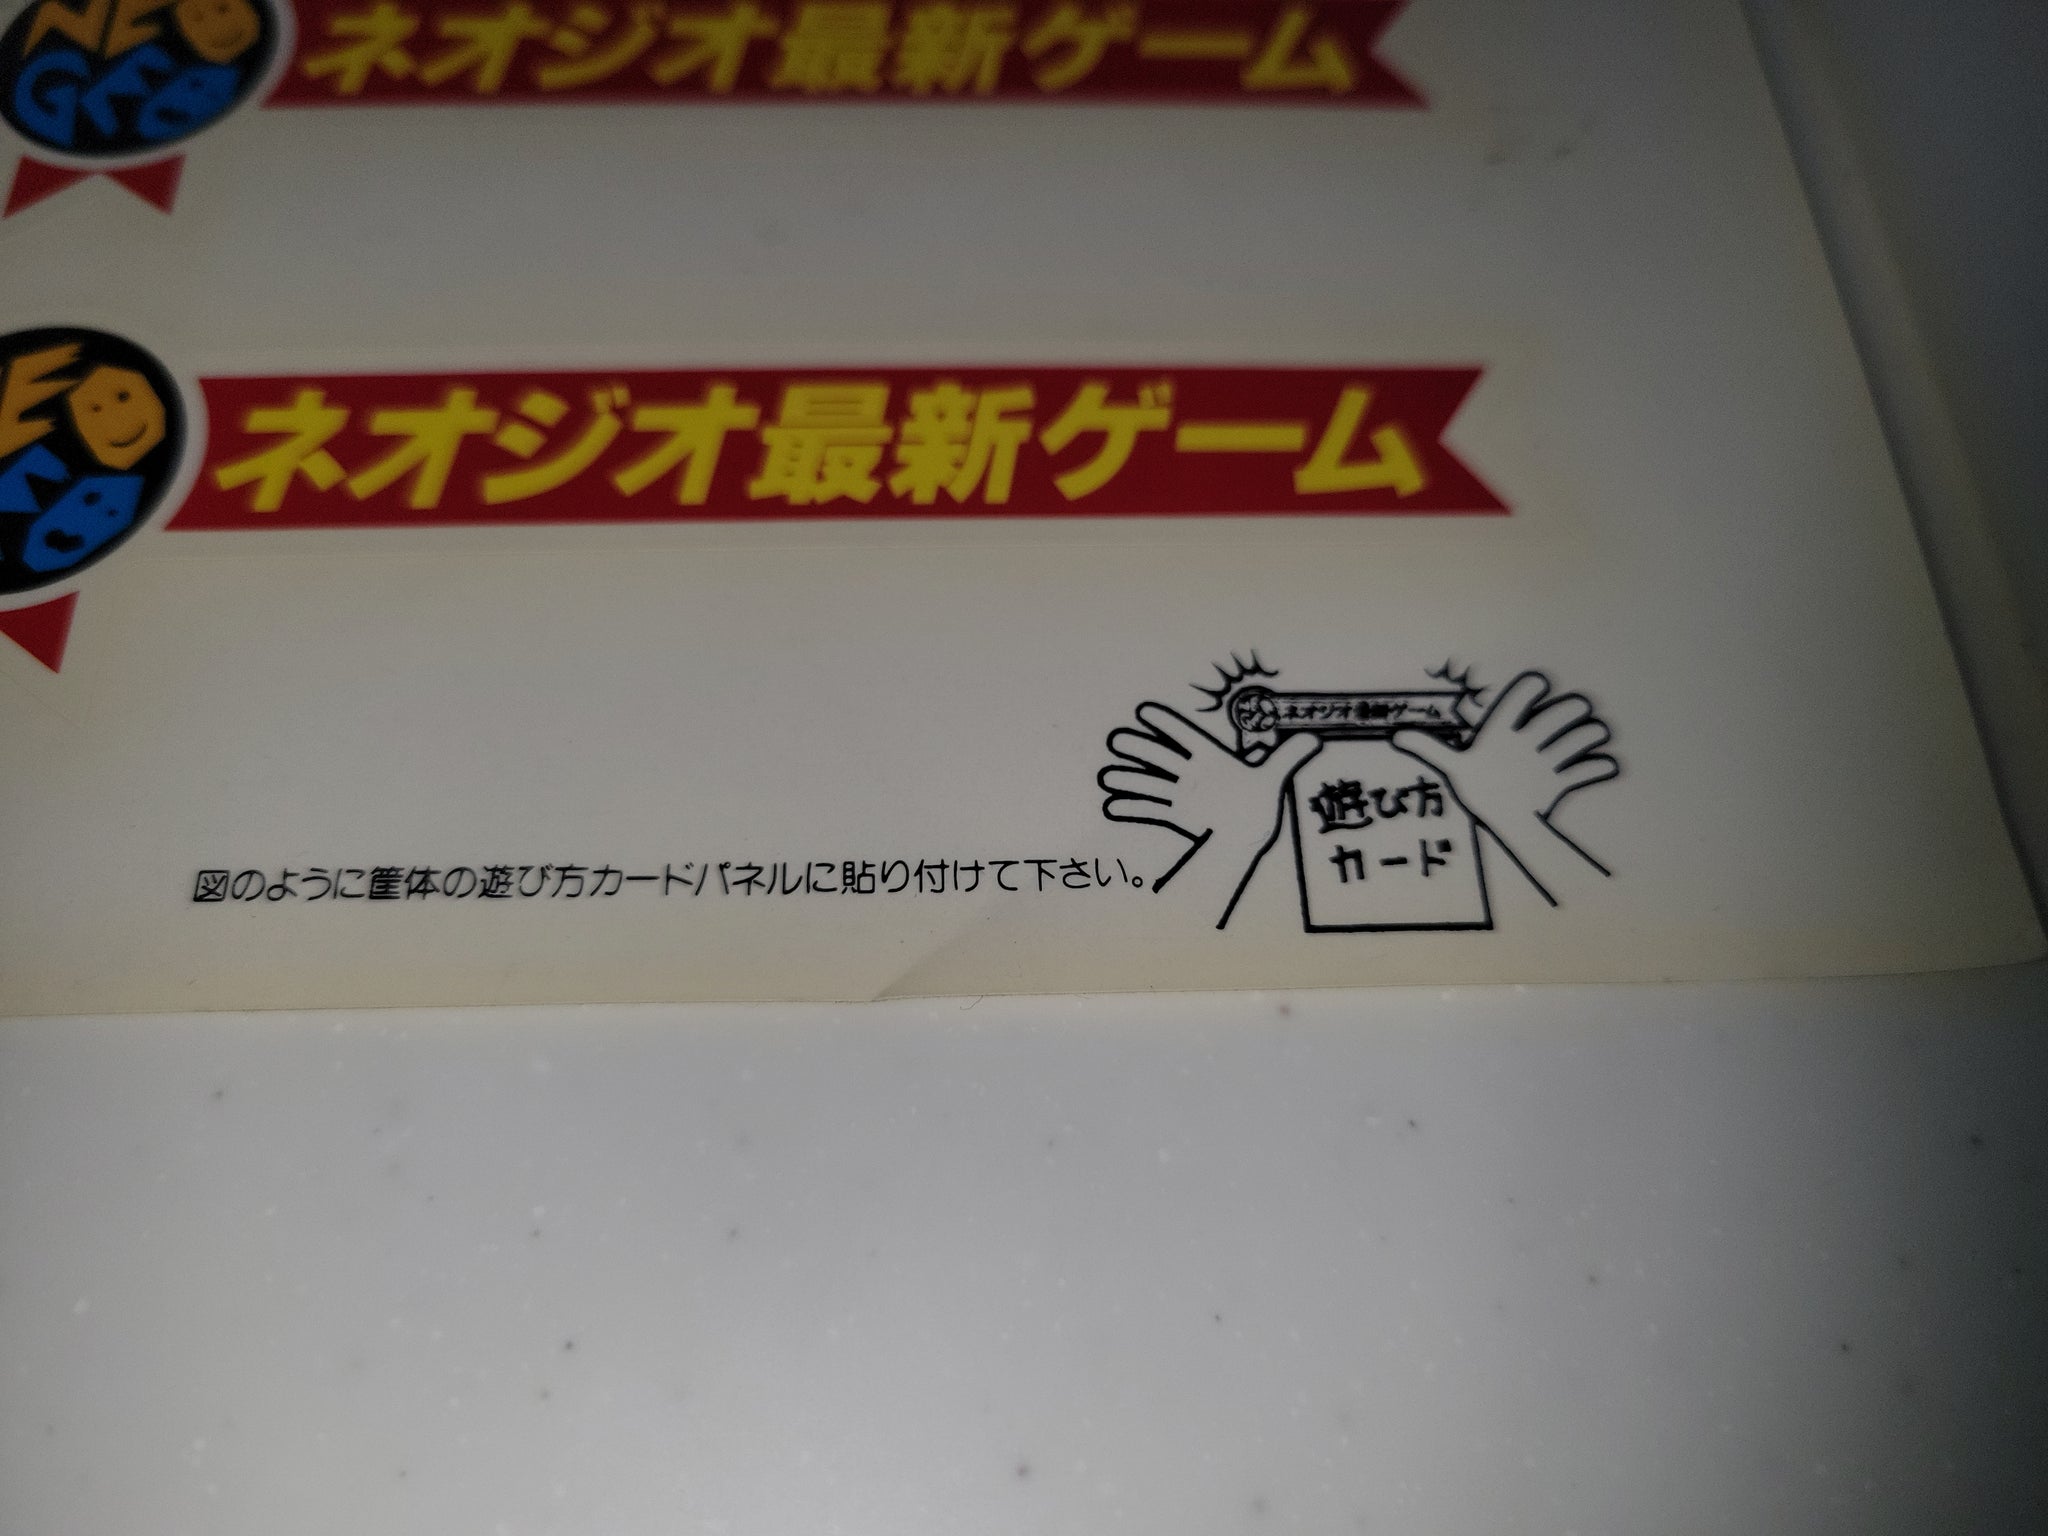 NEO
GEO
ネオジオ最新ゲーム
EO
ネオジオ最新ゲーム
ネオジオ最新ゲーム
遊び方
カード
図のように筐体の遊び方カードパネルに貼り付けて下さい。